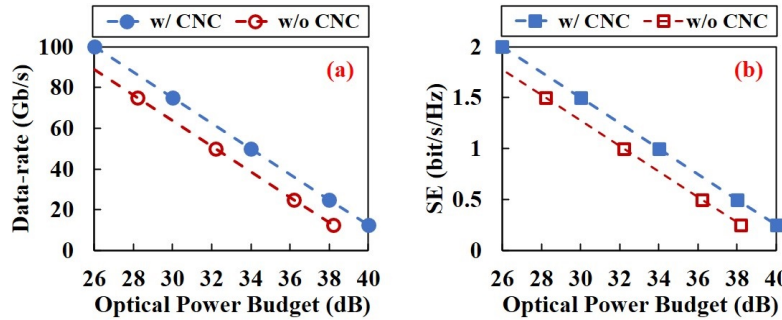 w/ CNC w/o CNC
(a)
Data-rate (Gb/s)
100
80
60
40
20
0
26 28 30 32 34 36 38 40
Optical Power Budget (dB)
w/ CNC w/o CNC
(b)
SE (bit/s/Hz)
2
1.5
1
0.5
0
26 28 30 32 34 36 38 40
Optical Power Budget (dB)